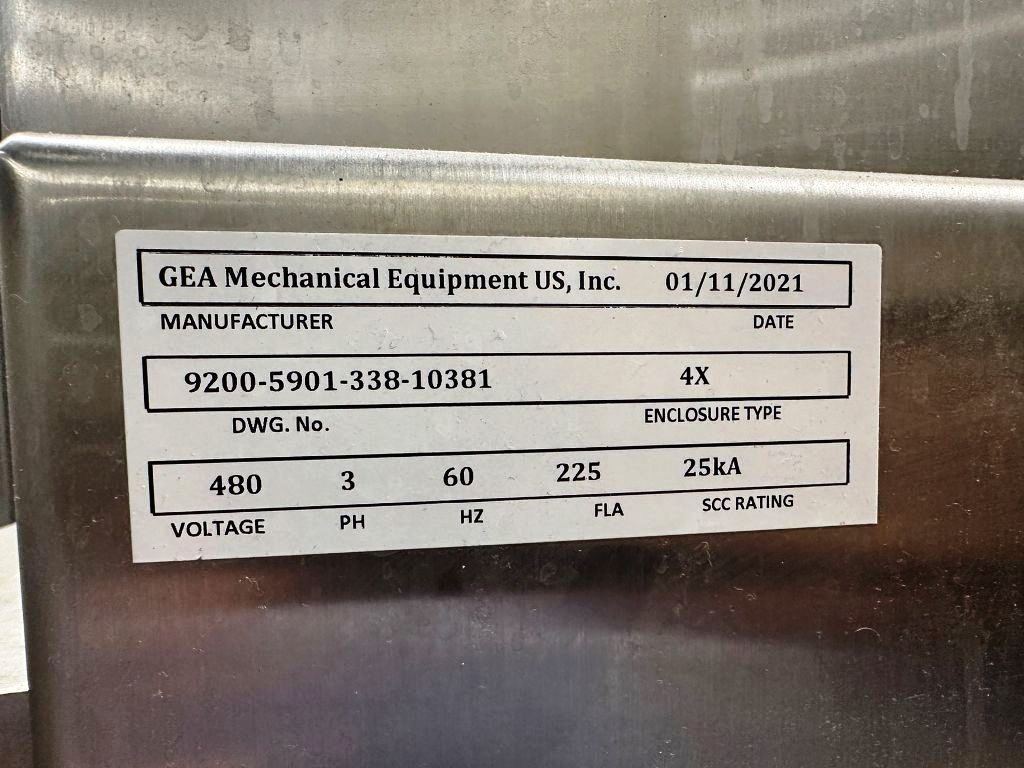 GEA Mechanical Equipment US, Inc. 01/11/2021
MANUFACTURER DATE
9200-5901-338-10381 4X
DWG. No. ENCLOSURE TYPE
480 3 60 225 25kA
VOLTAGE PH HZ FLA SCC RATING